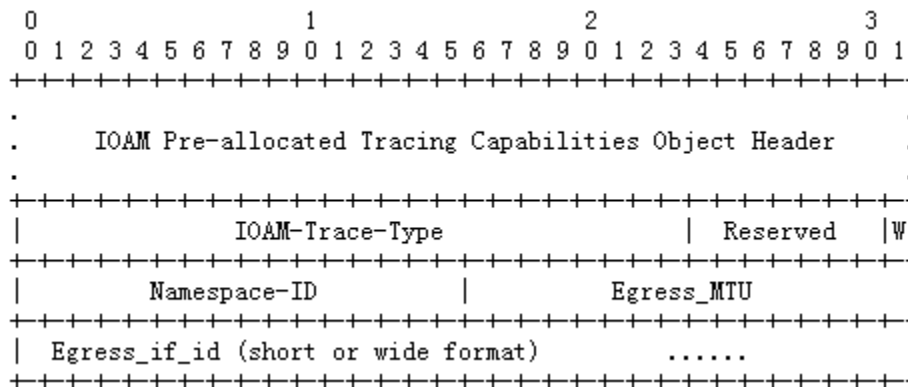 0 1 2 3
0 1 2 3 4 5 6 7 8 9 0 1 2 3 4 5 6 7 8 9 0 1 2 3 4 5 6 7 8 9 0 1
+-+-+-+-+-+-+-+-+-+-+-+-+-+-+-+-+-+-+-+-+-+-+-+-+-+-+-+-+-+-+-+-
. .
. IOAM Pre-allocated Tracing Capabilities Object Header .
. .
+-+-+-+-+-+-+-+-+-+-+-+-+-+-+-+-+-+-+-+-+-+-+-+-+-+-+-+-+-+-+-+-
| IOAM-Trace-Type | Reserved |W
+-+-+-+-+-+-+-+-+-+-+-+-+-+-+-+-+-+-+-+-+-+-+-+-+-+-+-+-+-+-+-+-
| Namespace-ID | Egress_MTU
+-+-+-+-+-+-+-+-+-+-+-+-+-+-+-+-+-+-+-+-+-+-+-+-+-+-+-+-+-+-+-+-
| Egress_if_id (short or wide format) ......
+-+-+-+-+-+-+-+-+-+-+-+-+-+-+-+-+-+-+-+-+-+-+-+-+-+-+-+-+-+-+-+-